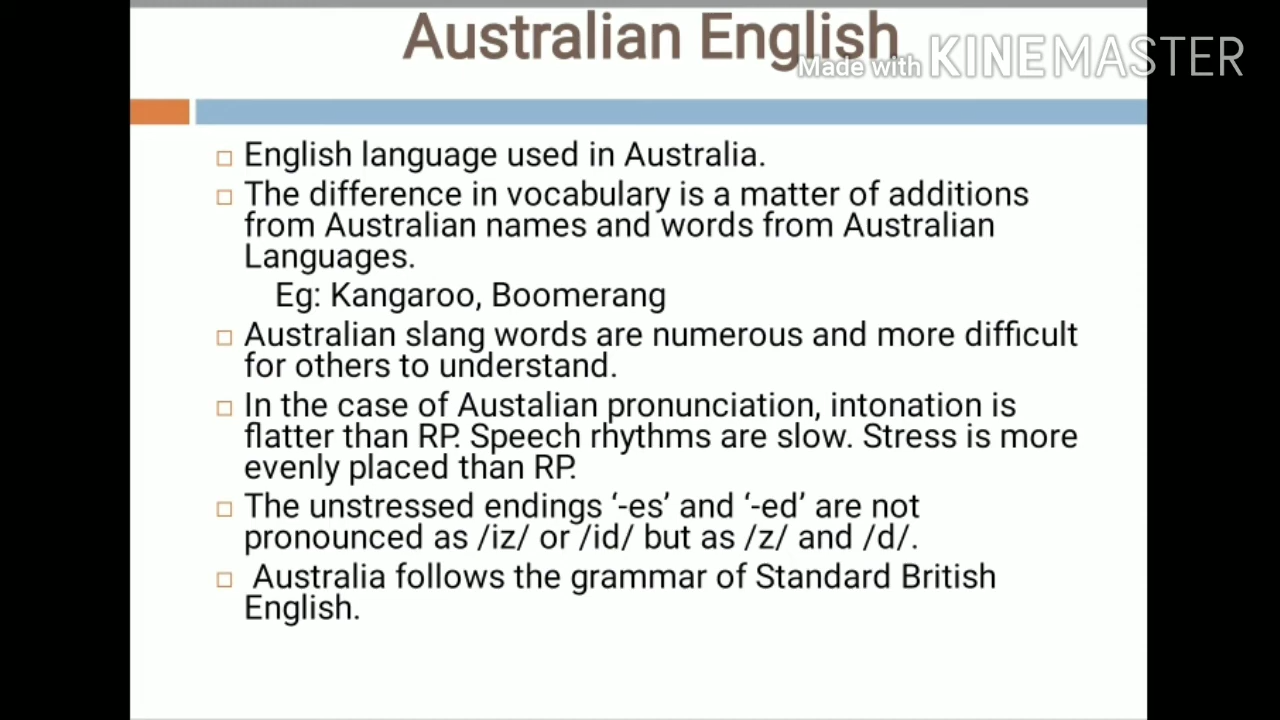 Australian English
Made with KINEMASTER
English language used in Australia.
The difference in vocabulary is a matter of additions
from Australian names and words from Australian
Languages.
Eg: Kangaroo, Boomerang
Australian slang words are numerous and more difficult
for others to understand.
In the case of Austalian pronunciation, intonation is
flatter than RP. Speech rhythms are slow. Stress is more
evenly placed than RP.
The unstressed endings ‘-es’ and ‘-ed’ are not
pronounced as /iz/ or /id/ but as /z/ and /d/.
Australia follows the grammar of Standard British
English.